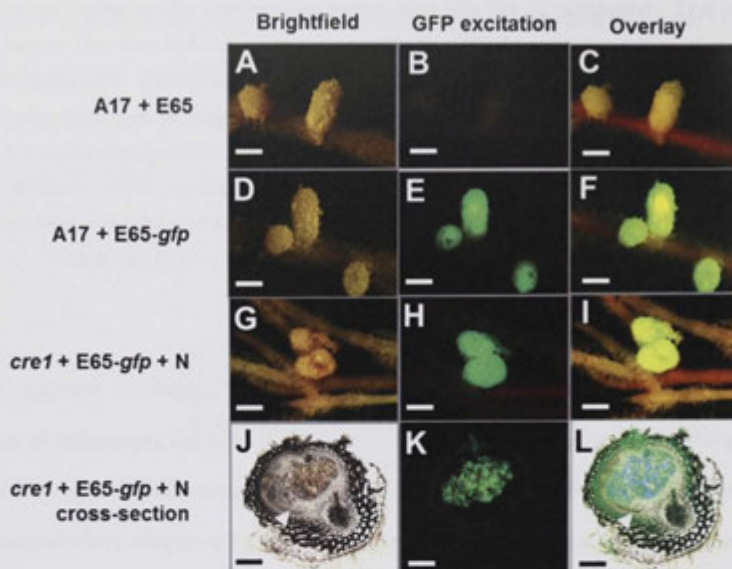 Brightfield GFP excitation Overlay
A17 + E65
A B C
A17 + E65-gfp
D E F
cre1 + E65-gfp + N
G H I
cre1 + E65-gfp + N
cross-section
J K L